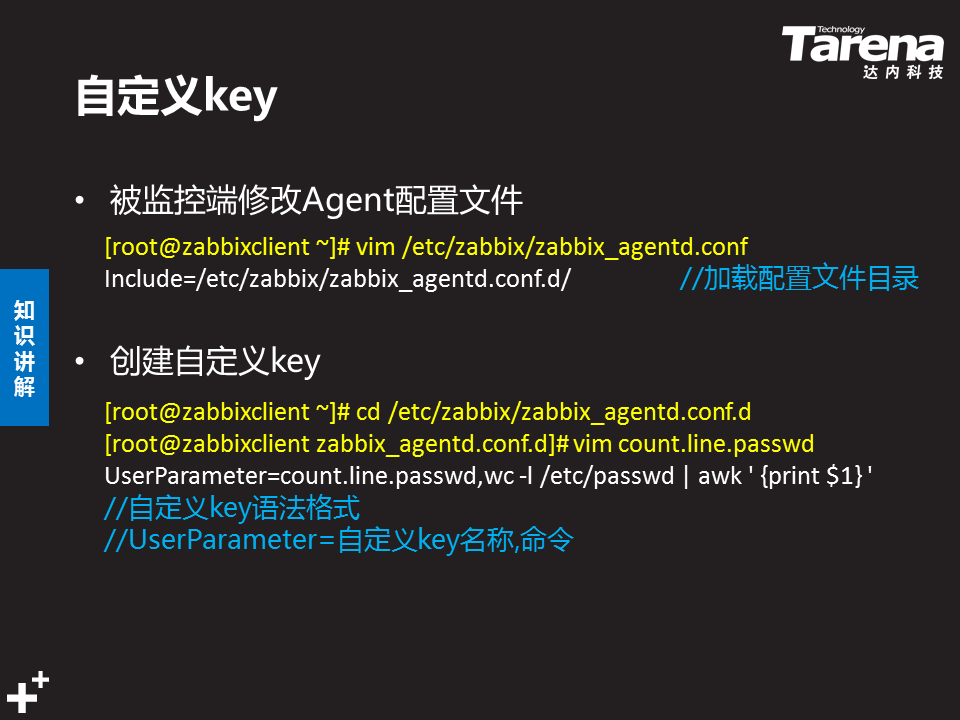 Technology
Tarena
达内科技
自定义key
• 被监控端修改Agent配置文件
[root@zabbixclient ~]# vim /etc/zabbix/zabbix_agentd.conf
Include=/etc/zabbix/zabbix_agentd.conf.d/ //加载配置文件目录
知识讲解
• 创建自定义key
[root@zabbixclient ~]# cd /etc/zabbix/zabbix_agentd.conf.d
[root@zabbixclient zabbix_agentd.conf.d]# vim count.line.passwd
UserParameter=count.line.passwd,wc -l /etc/passwd | awk ' {print $1} '
//自定义key语法格式
//UserParameter=自定义key名称,命令